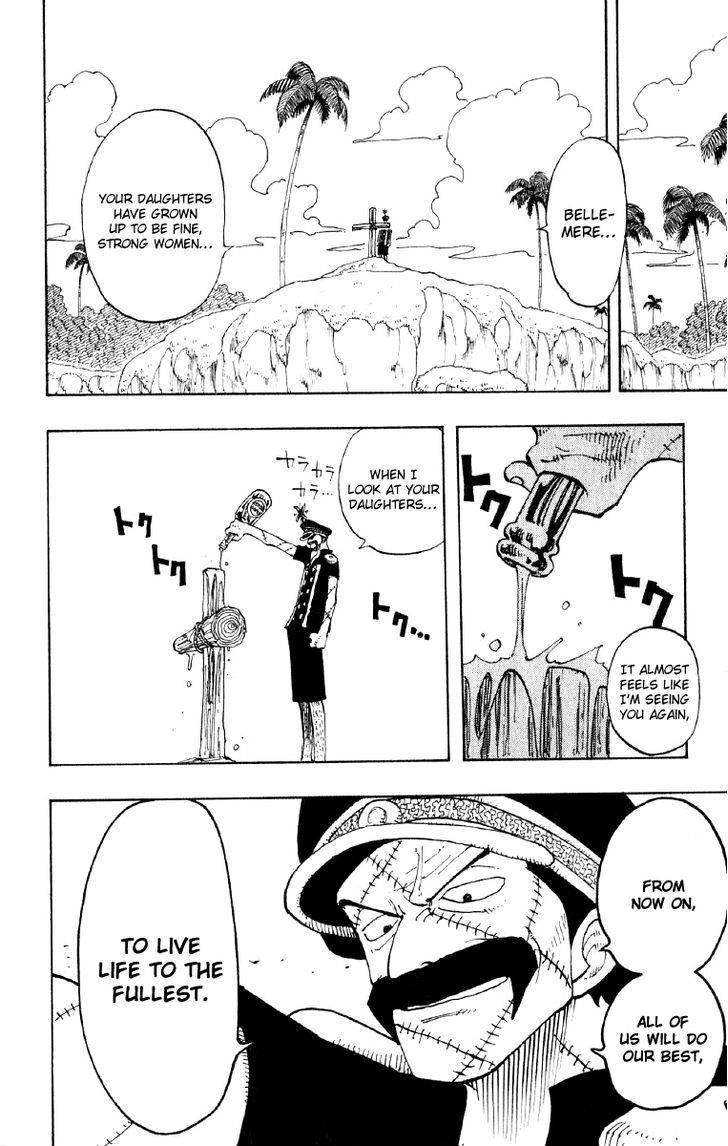 BELLE-
MERE...
YOUR DAUGHTERS
HAVE GROWN
UP TO BE FINE,
STRONG WOMEN...
トク
トク
IT ALMOST
FEELS LIKE
I'M SEEING
YOU AGAIN,
WHEN I
LOOK AT YOUR
DAUGHTERS...
カラカラ
カラ…
トク…
トク
トク
FROM
NOW ON,
ALL OF
US WILL DO
OUR BEST,
TO LIVE
LIFE TO THE
FULLEST.